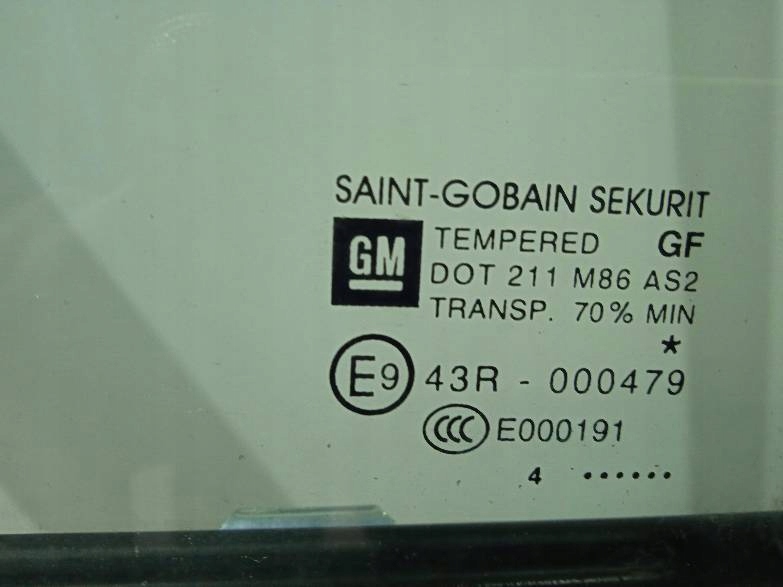 SAINT-GOBAIN SEKURIT
GM TEMPERED GF
DOT 211 M86 AS2
TRANSP. 70% MIN
*
E9 43R - 000479
CCC E000191
4 ......